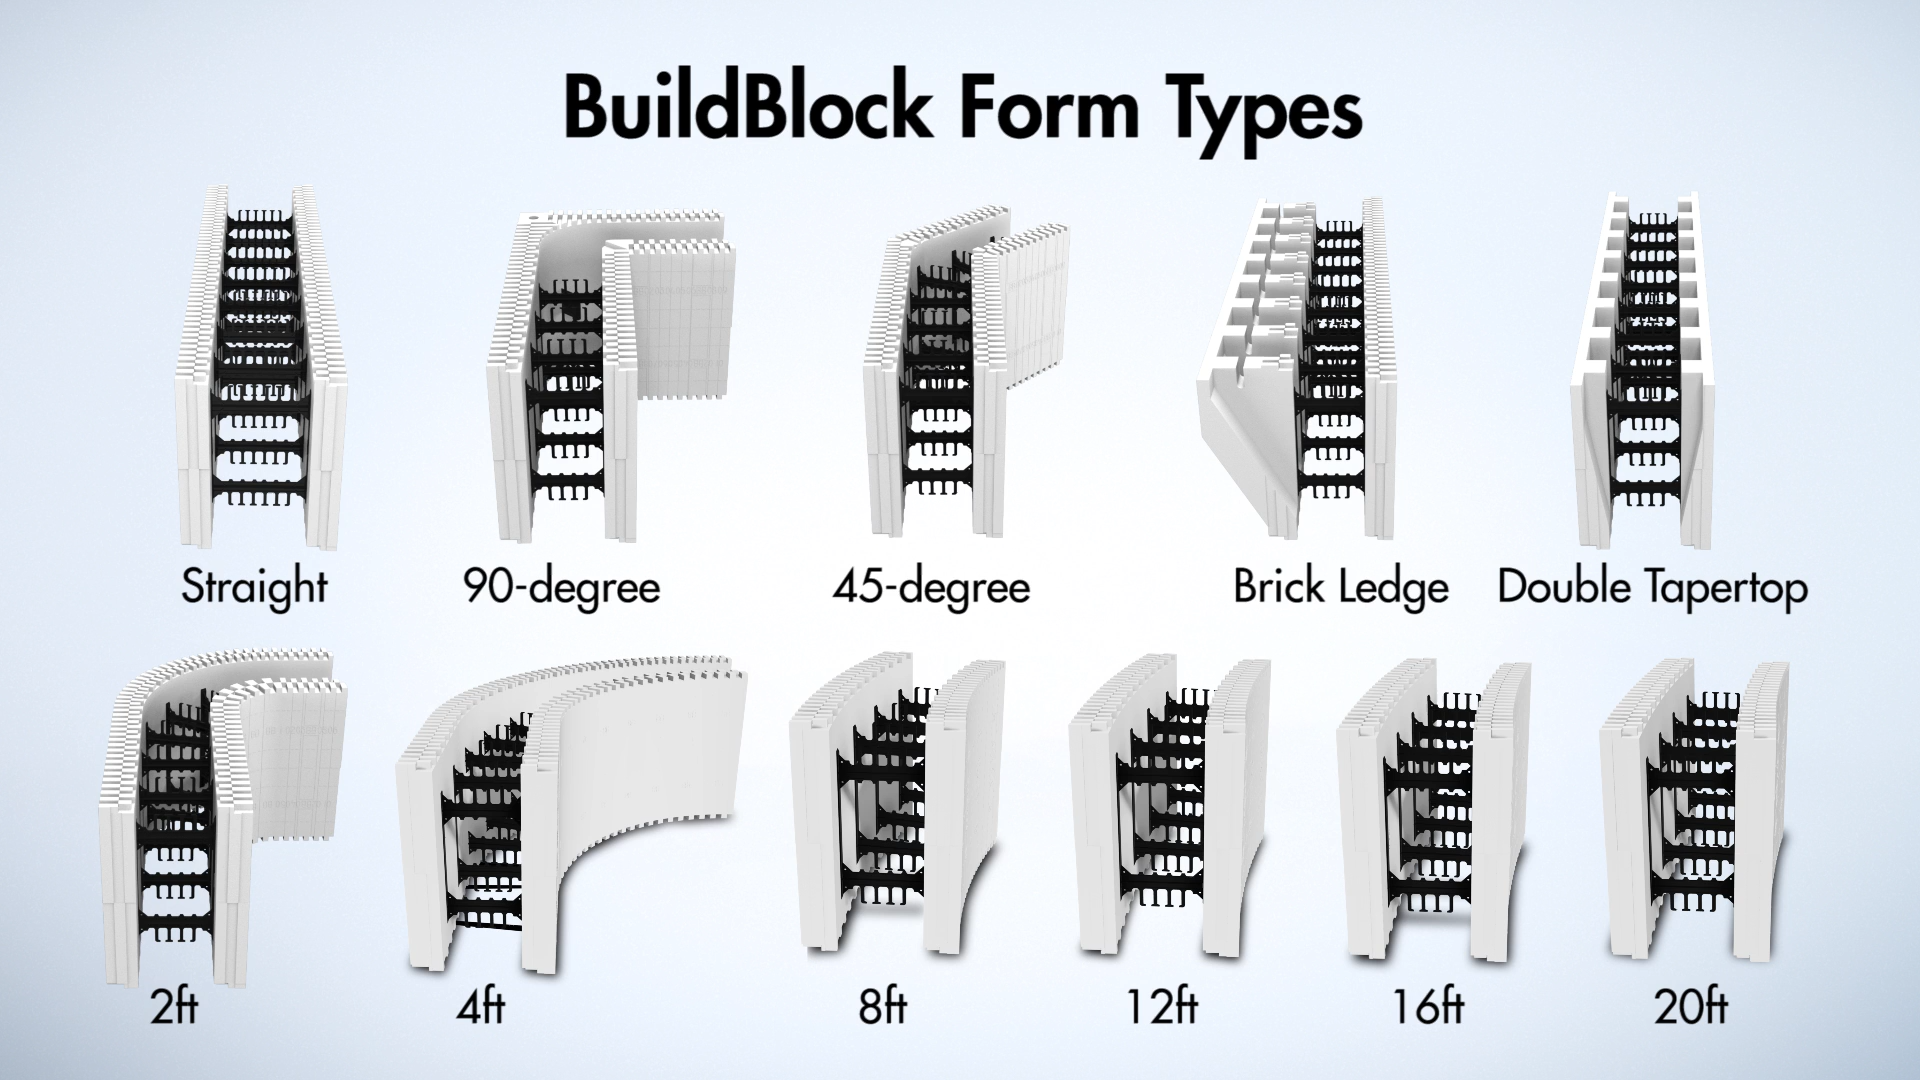 BuildBlock Form Types
Straight
90-degree
45-degree
Brick Ledge
Double Tapertop
2ft
4ft
8ft
12ft
16ft
20ft